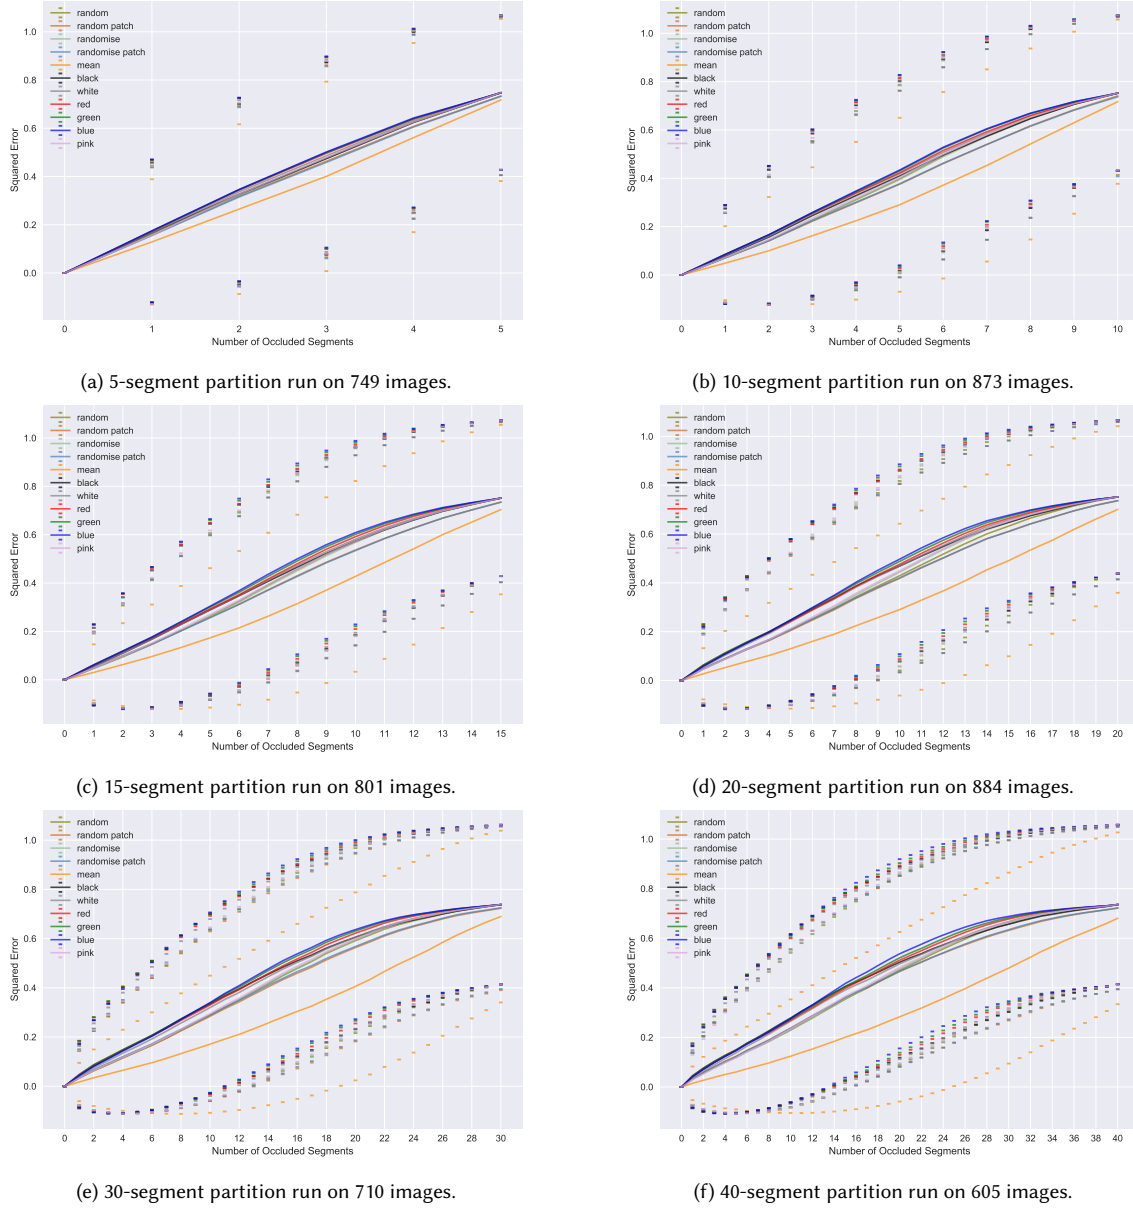 random
random patch
randomise
randomise patch
mean
black
white
red
green
blue
pink
1.0
0.8
0.6
0.4
0.2
0.0
Squared Error
0 1 2 3 4 5
Number of Occluded Segments
(a) 5-segment partition run on 749 images.
random
random patch
randomise
randomise patch
mean
black
white
red
green
blue
pink
1.0
0.8
0.6
0.4
0.2
0.0
Squared Error
0 1 2 3 4 5 6 7 8 9 10
Number of Occluded Segments
(b) 10-segment partition run on 873 images.
random
random patch
randomise
randomise patch
mean
black
white
red
green
blue
pink
1.0
0.8
0.6
0.4
0.2
0.0
Squared Error
0 1 2 3 4 5 6 7 8 9 10 11 12 13 14 15
Number of Occluded Segments
(c) 15-segment partition run on 801 images.
random
random patch
randomise
randomise patch
mean
black
white
red
green
blue
pink
1.0
0.8
0.6
0.4
0.2
0.0
Squared Error
0 1 2 3 4 5 6 7 8 9 10 11 12 13 14 15 16 17 18 19 20
Number of Occluded Segments
(d) 20-segment partition run on 884 images.
random
random patch
randomise
randomise patch
mean
black
white
red
green
blue
pink
1.0
0.8
0.6
0.4
0.2
0.0
Squared Error
0 2 4 6 8 10 12 14 16 18 20 22 24 26 28 30
Number of Occluded Segments
(e) 30-segment partition run on 710 images.
random
random patch
randomise
randomise patch
mean
black
white
red
green
blue
pink
1.0
0.8
0.6
0.4
0.2
0.0
Squared Error
0 2 4 6 8 10 12 14 16 18 20 22 24 26 28 30 32 34 36 38 40
Number of Occluded Segments
(f) 40-segment partition run on 605 images.